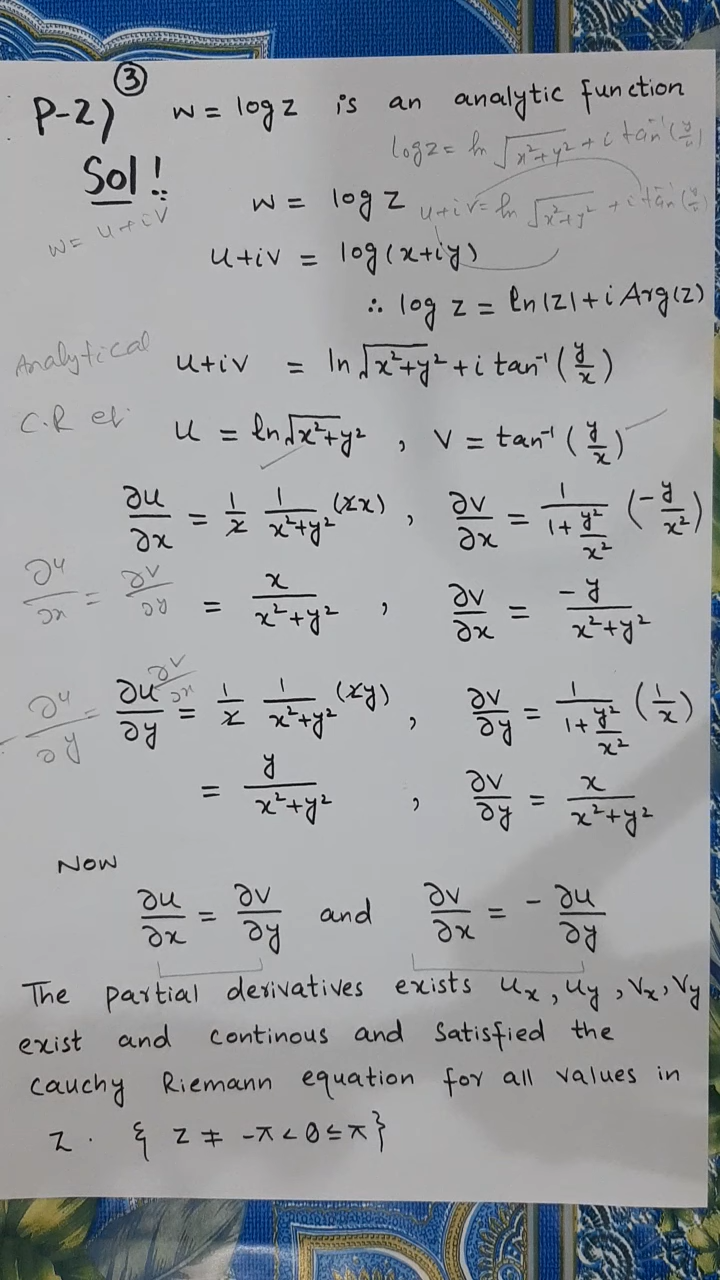 ③
P-2) w = log z is an analytic function
log z = ln √x²+y² + i tan⁻¹(y/x)
Sol!!
w = log z u+iv = ln √x²+y² + i tan⁻¹(y/x)
w = u+iv
u+iv = log(x+iy)
∴ log z = ln|z| + i Arg(z)
Analytical u+iv = ln √x²+y² + i tan⁻¹(y/x)
C.R eq:
u = ln√x²+y² , v = tan⁻¹(y/x)
∂u/∂x = 1/2 1/x²+y² (2x) , ∂v/∂x = 1/1+y²/x² (-y/x²)
∂u/∂x = ∂v/∂y = x/x²+y² , ∂v/∂x = -y/x²+y²
∂u/∂y = - ∂v/∂x
∂u/∂y = 1/2 1/x²+y² (2y) , ∂v/∂y = 1/1+y²/x² (1/x)
= y/x²+y² , ∂v/∂y = x/x²+y²
Now
∂u/∂x = ∂v/∂y and ∂v/∂x = - ∂u/∂y
The partial derivatives exists ux, uy, vx, vy
exist and continous and satisfied the
cauchy Riemann equation for all values in
z. { z ≠ -π < θ ≤ π}